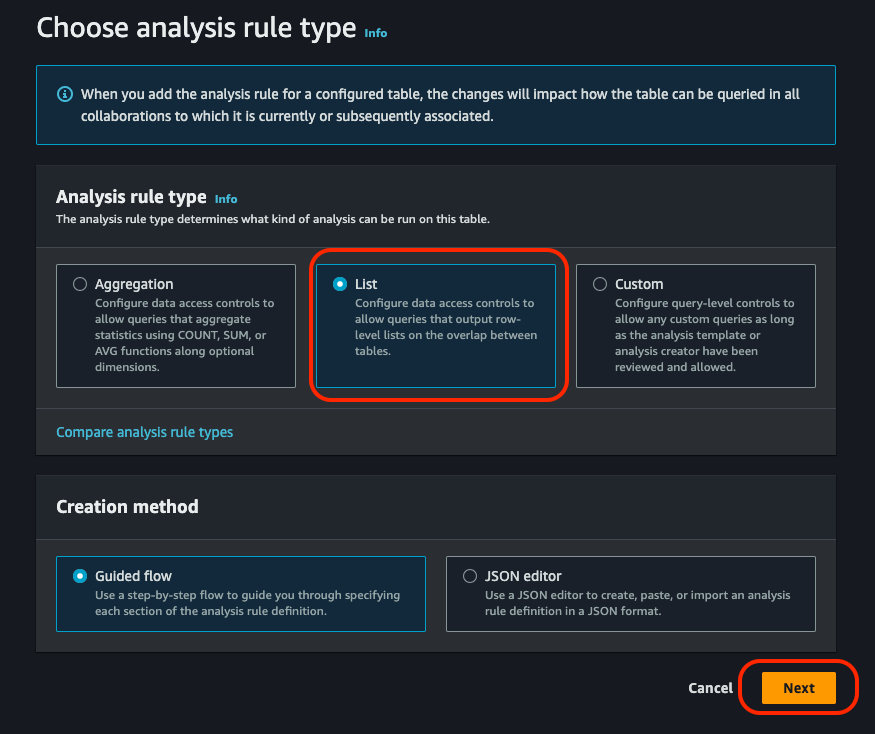 Choose analysis rule type Info
When you add the analysis rule for a configured table, the changes will impact how the table can be queried in all
collaborations to which it is currently or subsequently associated.
Analysis rule type Info
The analysis rule type determines what kind of analysis can be run on this table.
Aggregation
Configure data access controls to
allow queries that aggregate
statistics using COUNT, SUM, or
AVG functions along optional
dimensions.
List
Configure data access controls to
allow queries that output row-
level lists on the overlap between
tables.
Custom
Configure query-level controls to
allow any custom queries as long
as the analysis template or
analysis creator have been
reviewed and allowed.
Compare analysis rule types
Creation method
Guided flow
Use a step-by-step flow to guide you through specifying
each section of the analysis rule definition.
JSON editor
Use a JSON editor to create, paste, or import an analysis
rule definition in a JSON format.
Cancel
Next